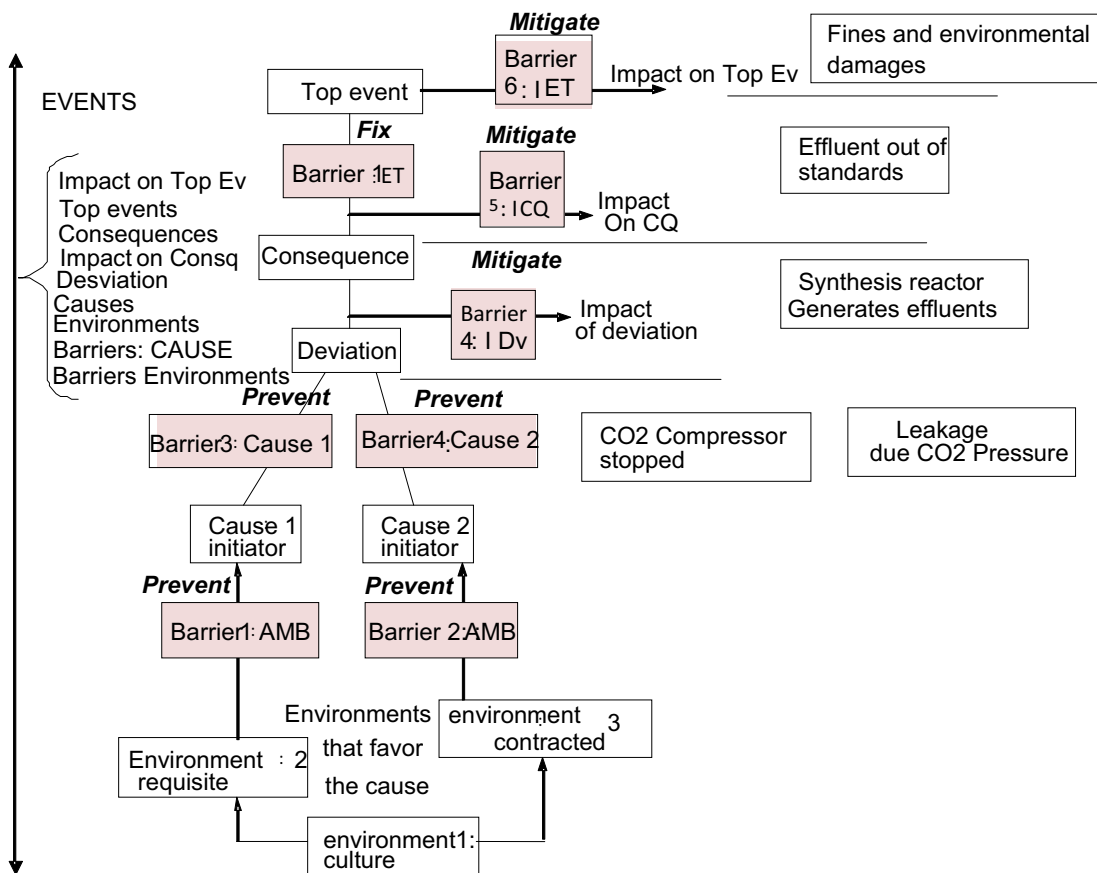 Mitigate
Barrier
6: IET
Impact on Top Ev
Fines and environmental
damages
Top event
EVENTS
Fix
Mitigate
Barrier :1ET
Barrier
5: ICQ
Impact
On CQ
Effluent out of
standards
Impact on Top Ev
Top events
Consequences
Impact on Consq
Desviation
Causes
Environments
Barriers: CAUSE
Barriers Environments
Consequence
Mitigate
Barrier
4: I Dv
Impact
of deviation
Synthesis reactor
Generates effluents
Deviation
Prevent
Prevent
Barrier3: Cause 1
Barrier4:Cause 2
CO2 Compressor
stopped
Leakage
due CO2 Pressure
Cause 1
initiator
Cause 2
initiator
Prevent
Prevent
Barrier1: AMB
Barrier 2:AMB
Environments
that favor
the cause
environment : 3
contracted
Environment : 2
requisite
environment1:
culture